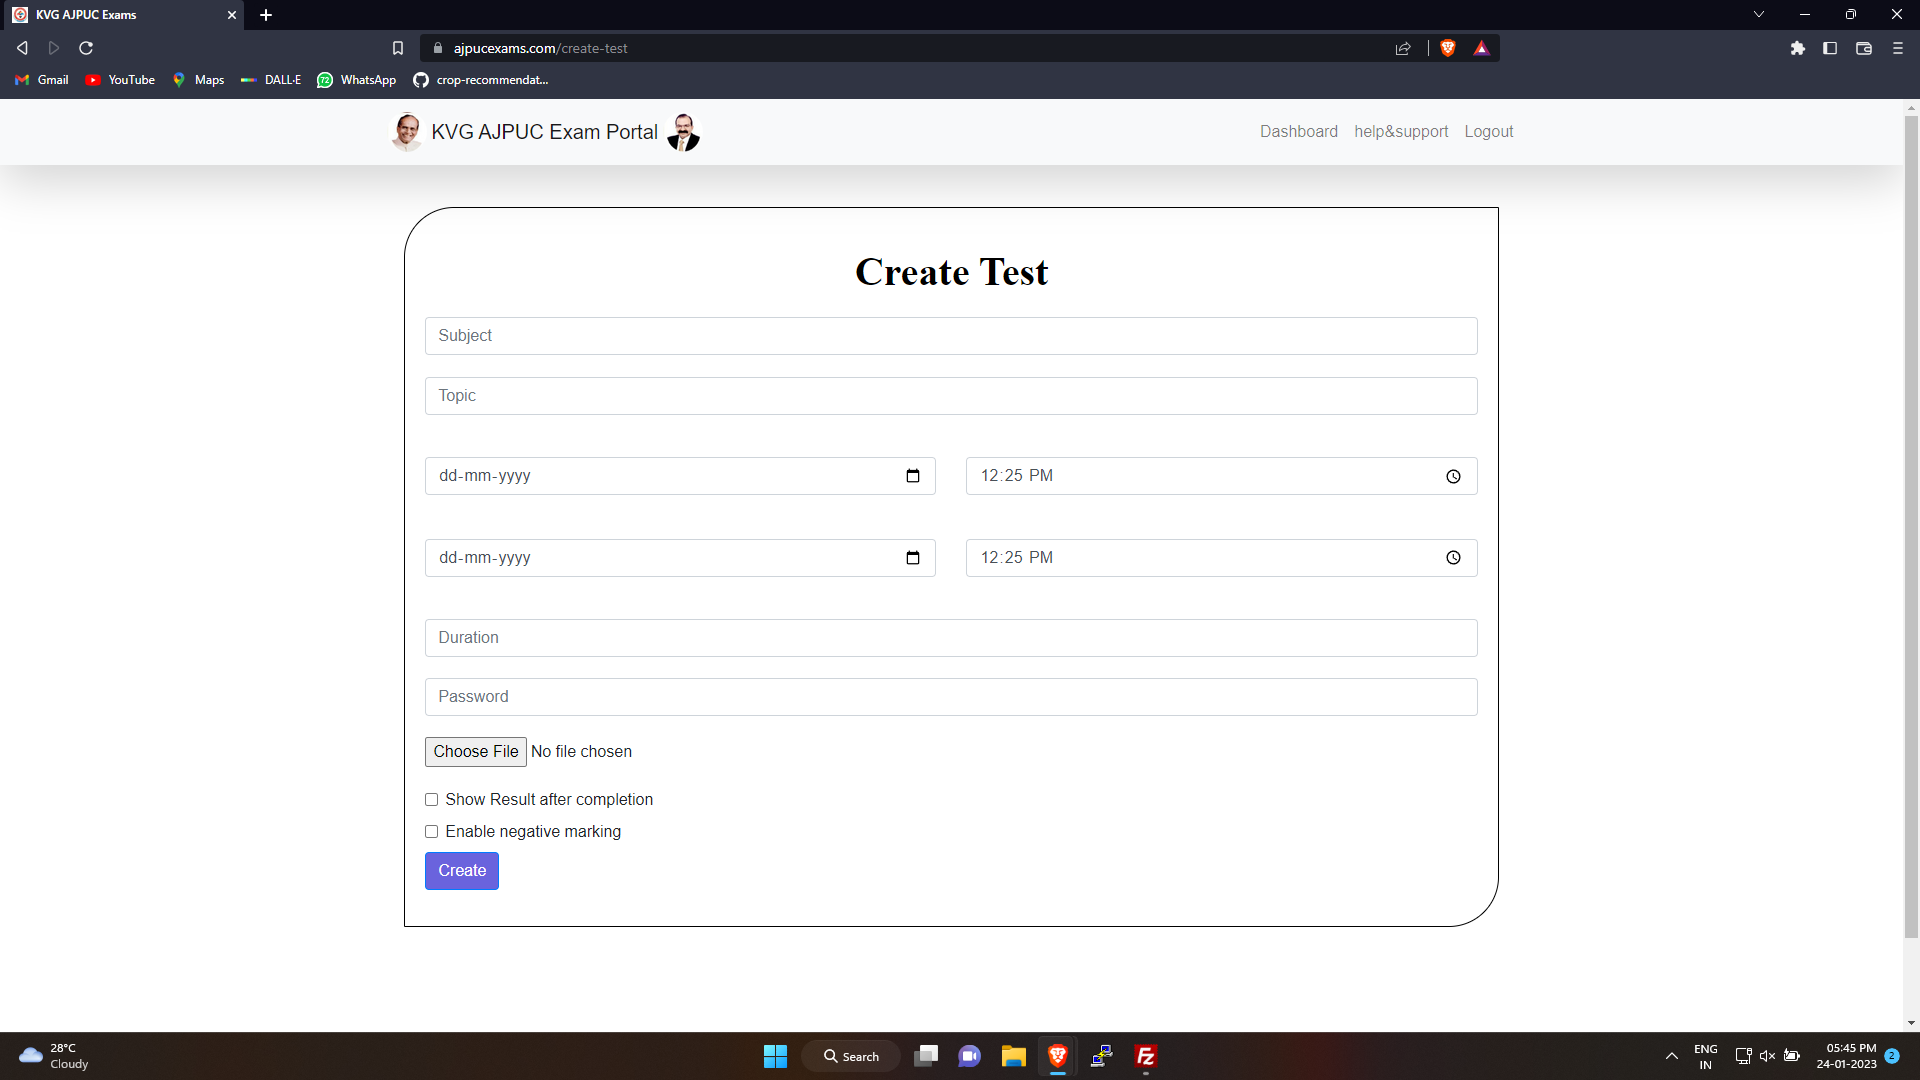 KVG AJPUC Exams
ajpucexams.com/create-test
Gmail YouTube Maps DALL·E 72 WhatsApp crop-recommendat...
KVG AJPUC Exam Portal
Dashboard help&support Logout
Create Test
Subject
Topic
dd-mm-yyyy 12:25 PM
dd-mm-yyyy 12:25 PM
Duration
Password
Choose File No file chosen
Show Result after completion
Enable negative marking
Create
28°C
Cloudy
Search
Fz
ENG
IN
05:45 PM
24-01-2023
2